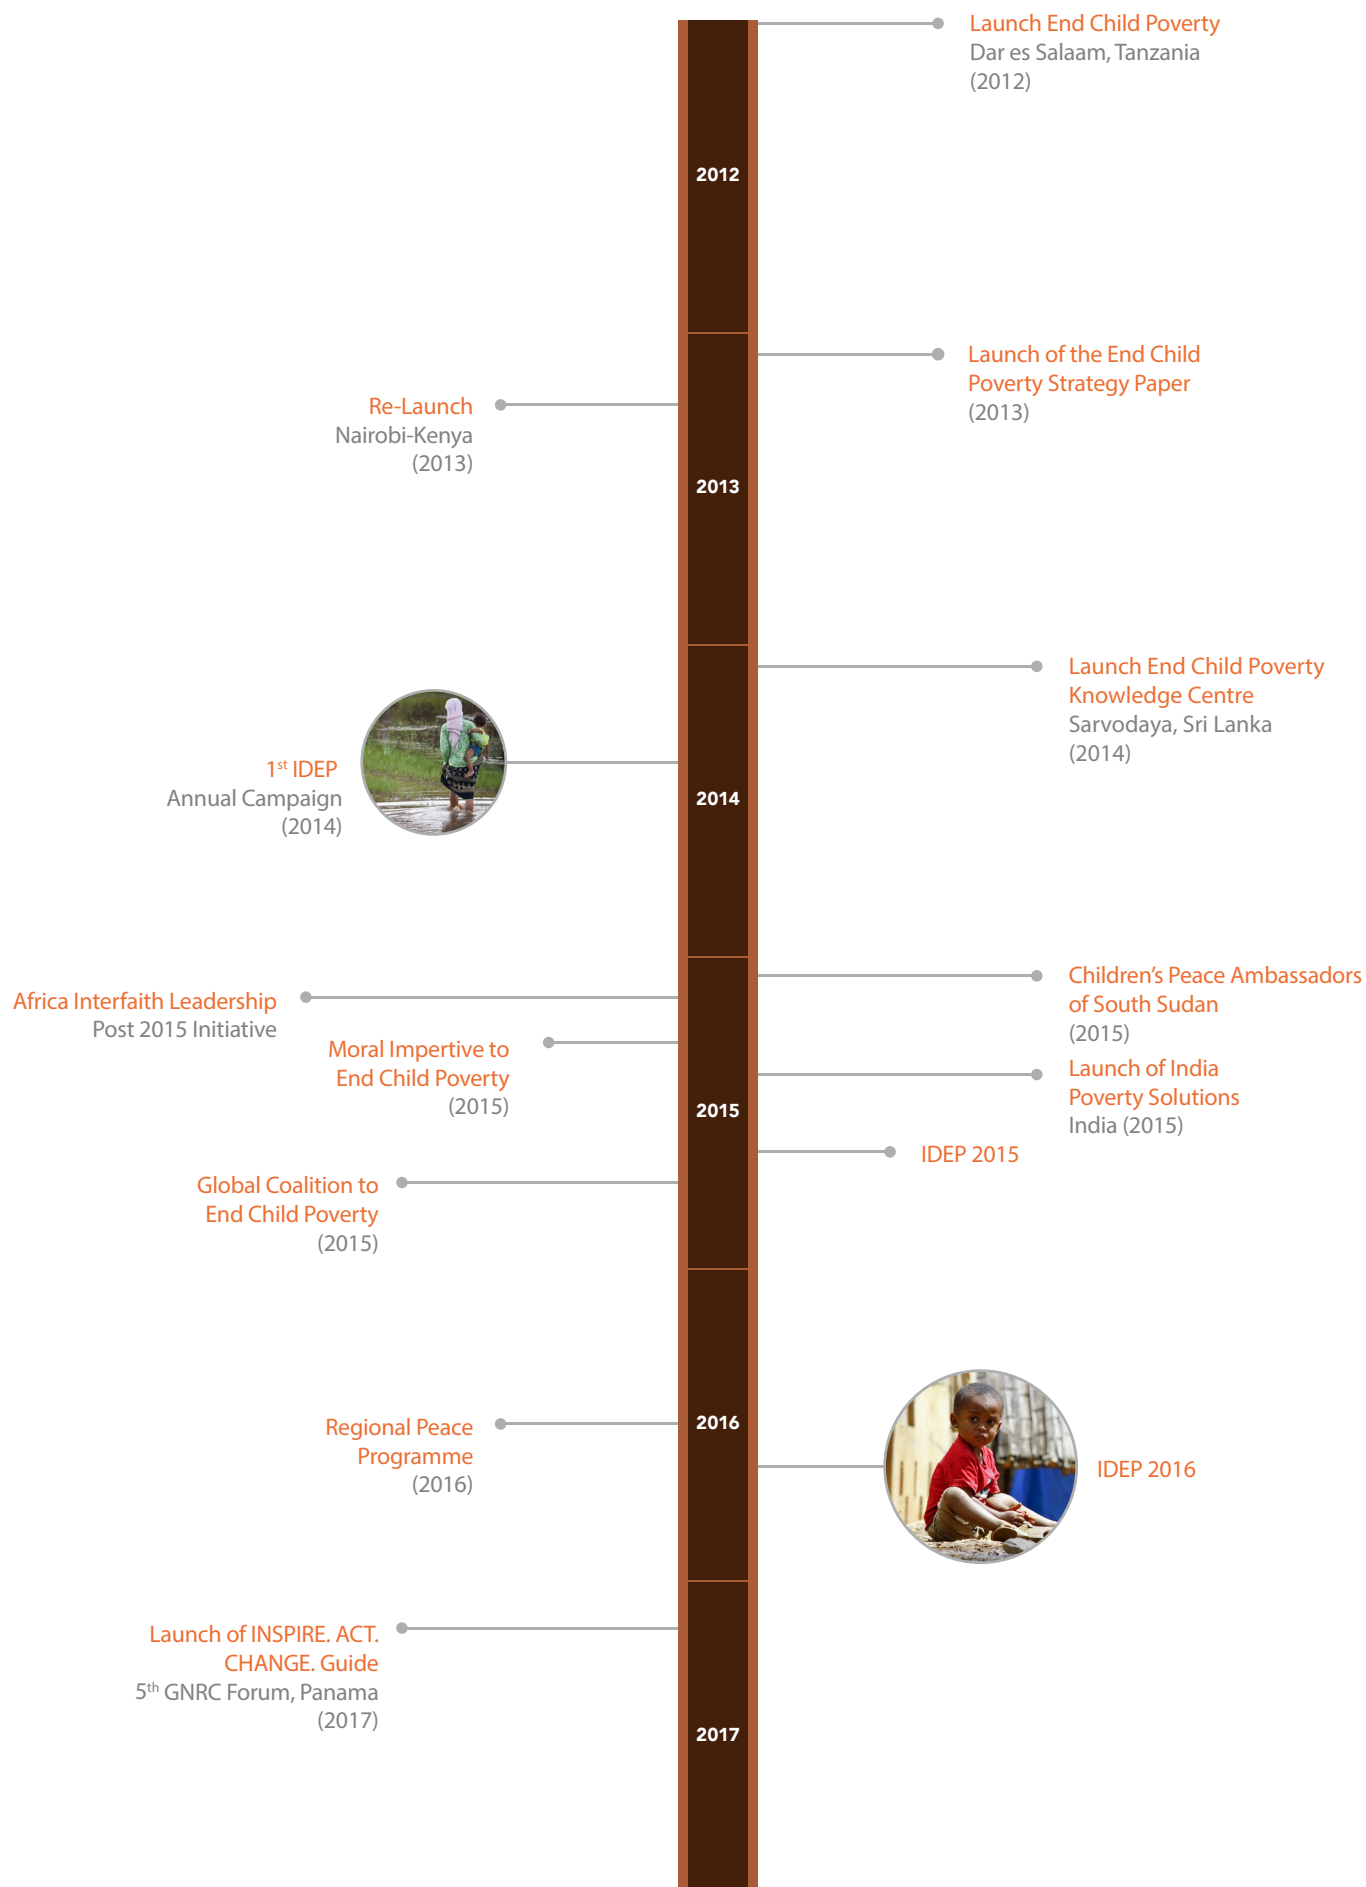 Launch End Child Poverty
Dar es Salaam, Tanzania
(2012)
2012
Launch of the End Child
Poverty Strategy Paper
(2013)
Re-Launch
Nairobi-Kenya
(2013)
2013
Launch End Child Poverty
Knowledge Centre
Sarvodaya, Sri Lanka
(2014)
1st IDEP
Annual Campaign
(2014)
2014
Children’s Peace Ambassadors
of South Sudan
(2015)
Africa Interfaith Leadership
Post 2015 Initiative
Moral Impertive to
End Child Poverty
(2015)
Launch of India
Poverty Solutions
India (2015)
2015
IDEP 2015
Global Coalition to
End Child Poverty
(2015)
Regional Peace
Programme
(2016)
2016
IDEP 2016
Launch of INSPIRE. ACT.
CHANGE. Guide
5th GNRC Forum, Panama
(2017)
2017